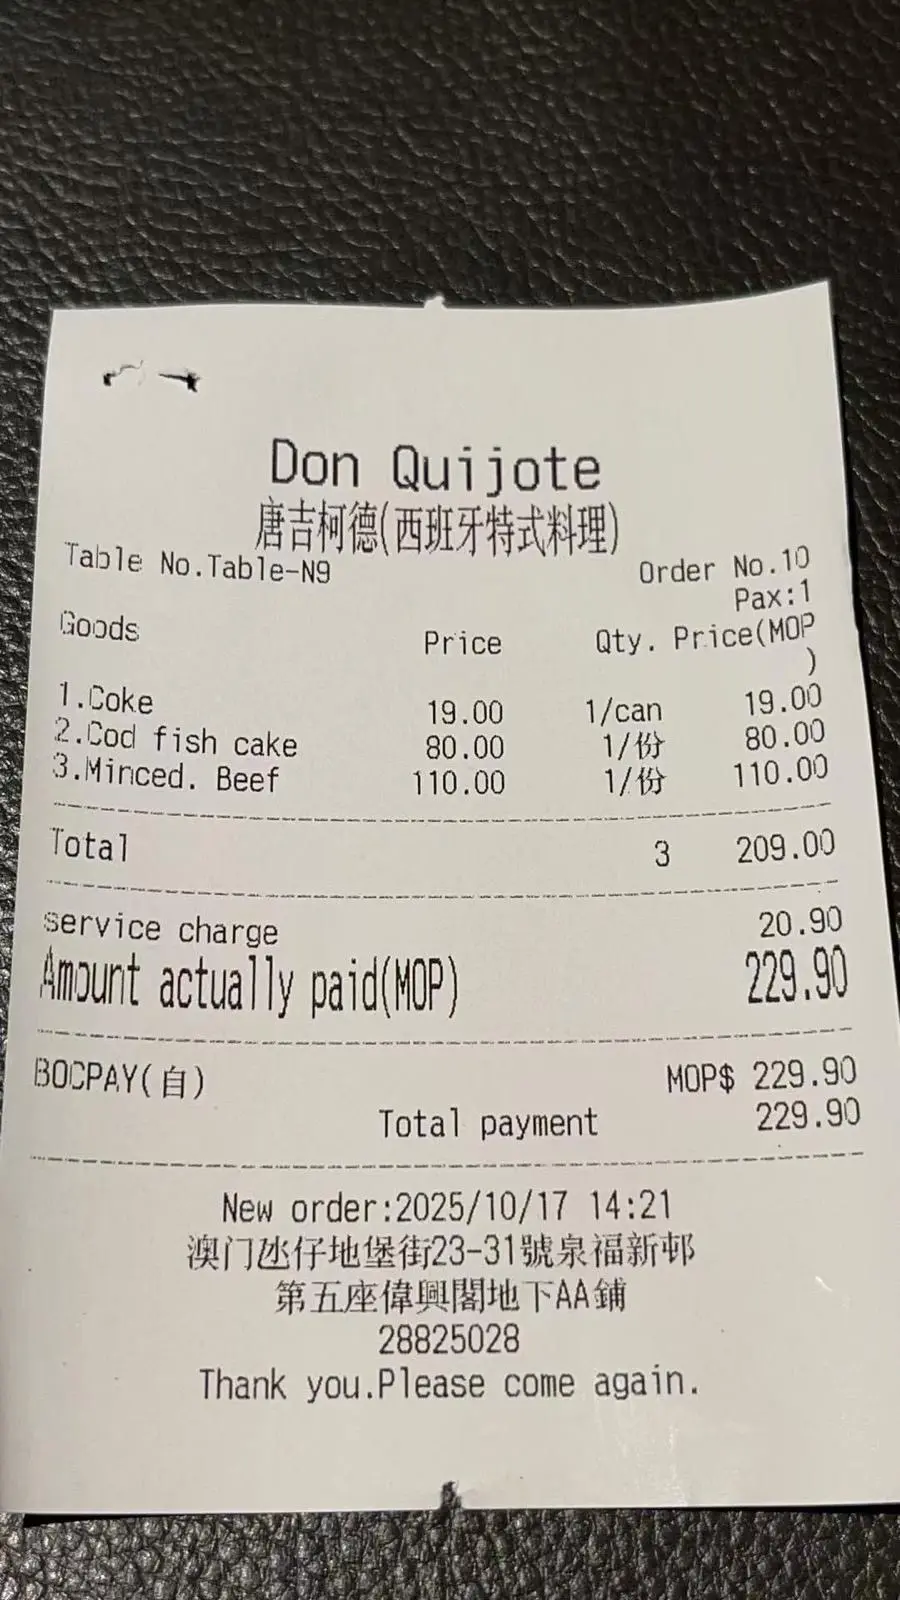 Don Quijote
唐吉柯德(西班牙特式料理)
Table No.Table-N9 Order No.10
Pax:1
Goods Price Qty. Price(MOP
)
1.Coke 19.00 1/can 19.00
2.Cod fish cake 80.00 1/份 80.00
3.Minced. Beef 110.00 1/份 110.00
Total 3 209.00
service charge 20.90
Amount actually paid(MOP) 229.90
BOCPAY(自) MOP$ 229.90
Total payment 229.90
New order:2025/10/17 14:21
澳门氹仔地堡街23-31號泉福新邨
第五座偉興閣地下AA鋪
28825028
Thank you.Please come again.